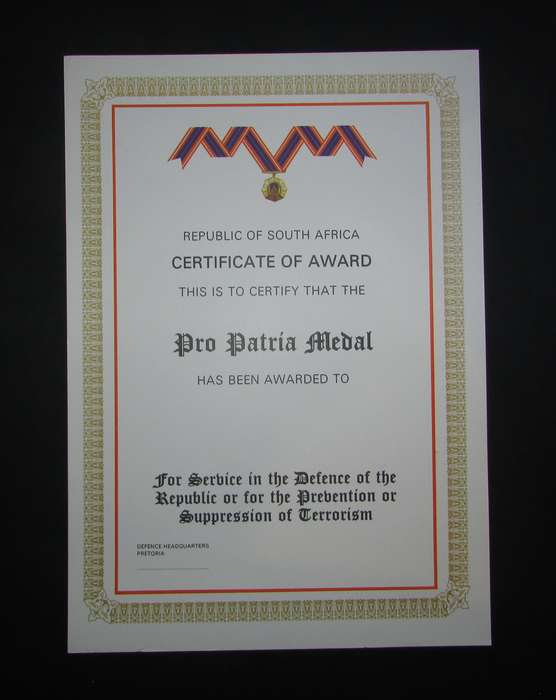 REPUBLIC OF SOUTH AFRICA
CERTIFICATE OF AWARD
THIS IS TO CERTIFY THAT THE
Pro Patria Medal
HAS BEEN AWARDED TO
For Service in the Defence of the
Republic or for the Prevention or
Suppression of Terrorism
DEFENCE HEADQUARTERS
PRETORIA